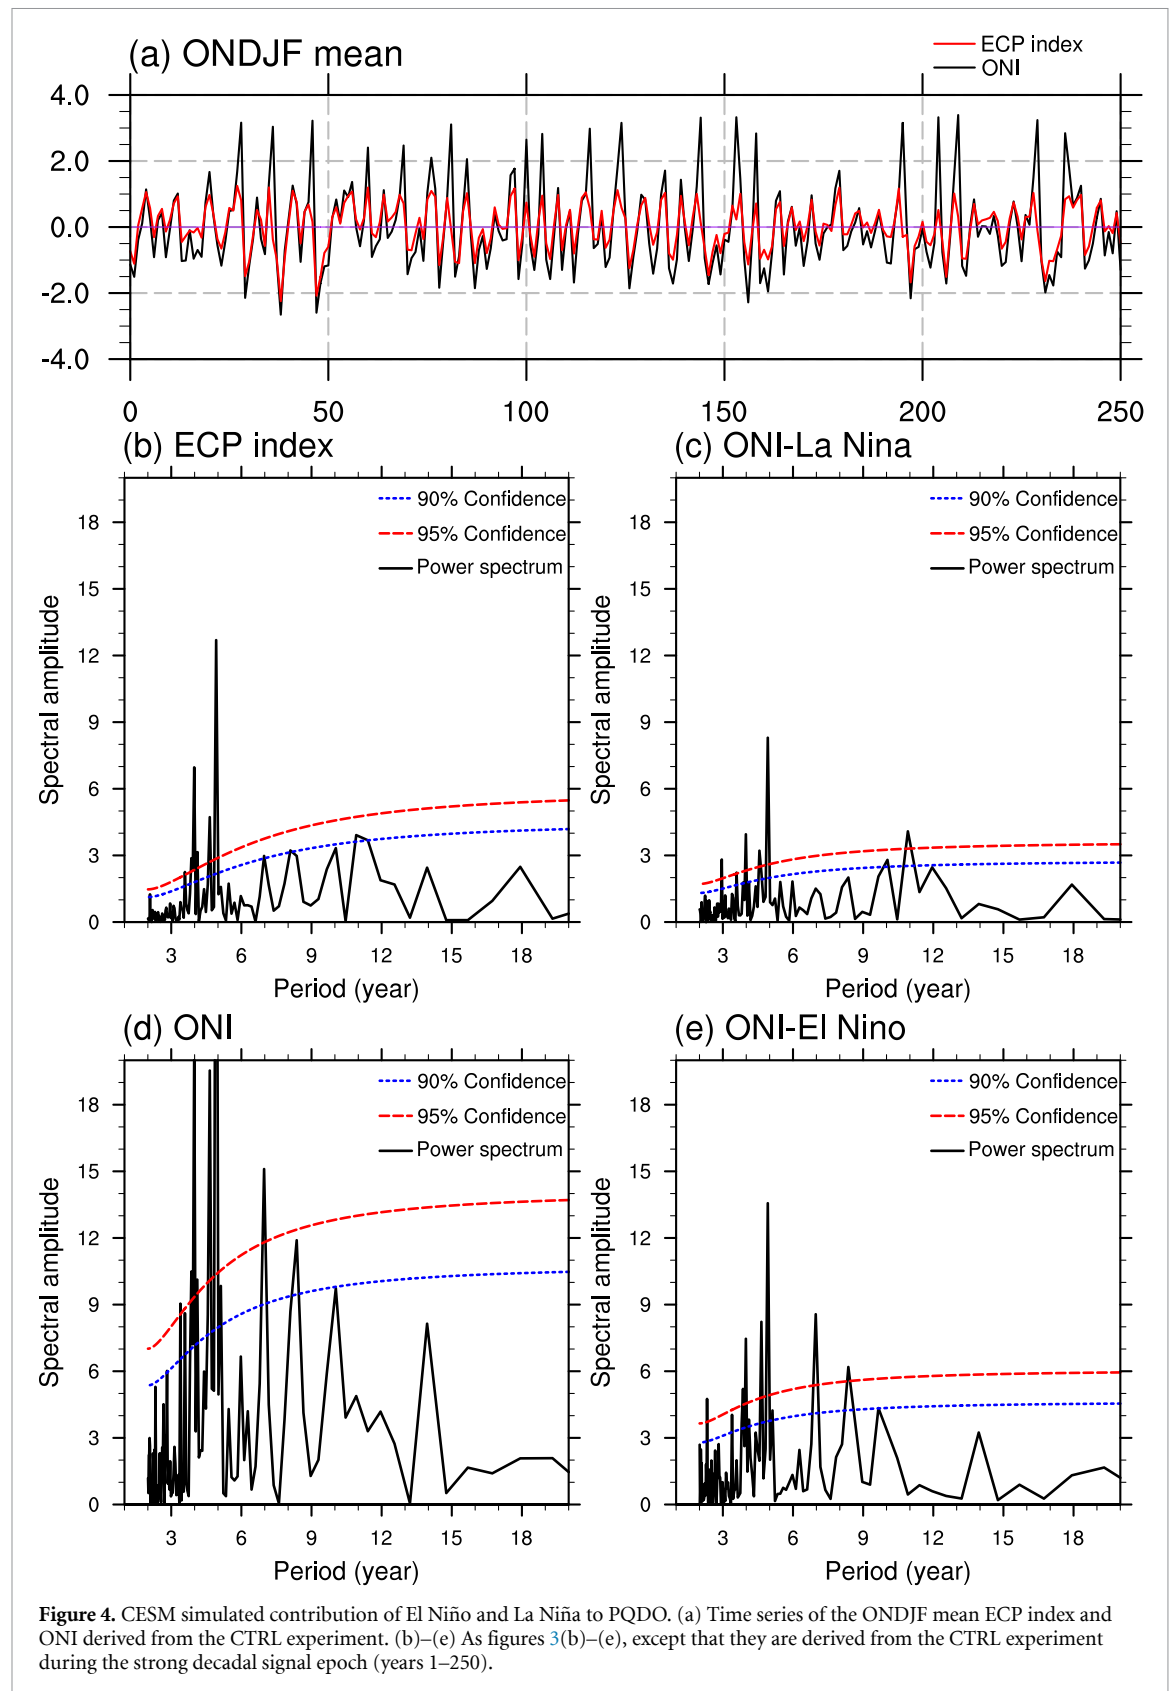 (a) ONDJF mean
ECP index
ONI
4.0
2.0
0.0
-2.0
-4.0
0 50 100 150 200 250
(b) ECP index
90% Confidence
95% Confidence
Power spectrum
18
15
12
9
6
3
0
Spectral amplitude
3 6 9 12 15 18
Period (year)
(c) ONI-La Nina
90% Confidence
95% Confidence
Power spectrum
18
15
12
9
6
3
0
Spectral amplitude
3 6 9 12 15 18
Period (year)
(d) ONI
90% Confidence
95% Confidence
Power spectrum
18
15
12
9
6
3
0
Spectral amplitude
3 6 9 12 15 18
Period (year)
(e) ONI-El Nino
90% Confidence
95% Confidence
Power spectrum
18
15
12
9
6
3
0
Spectral amplitude
3 6 9 12 15 18
Period (year)
Figure 4. CESM simulated contribution of El Niño and La Niña to PQDO. (a) Time series of the ONDJF mean ECP index and
ONI derived from the CTRL experiment. (b)–(e) As figures 3(b)–(e), except that they are derived from the CTRL experiment
during the strong decadal signal epoch (years 1–250).